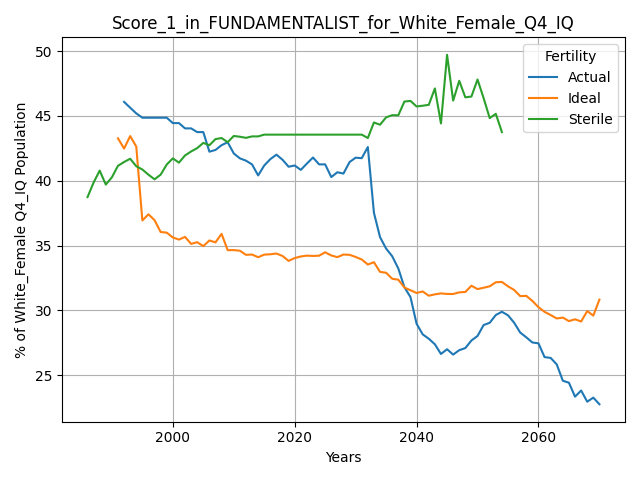 Score_1_in_FUNDAMENTALIST_for_White_Female_Q4_IQ
% of White_Female Q4_IQ Population
50
45
40
35
30
25
Fertility
Actual
Ideal
Sterile
2000
2020
2040
2060
Years